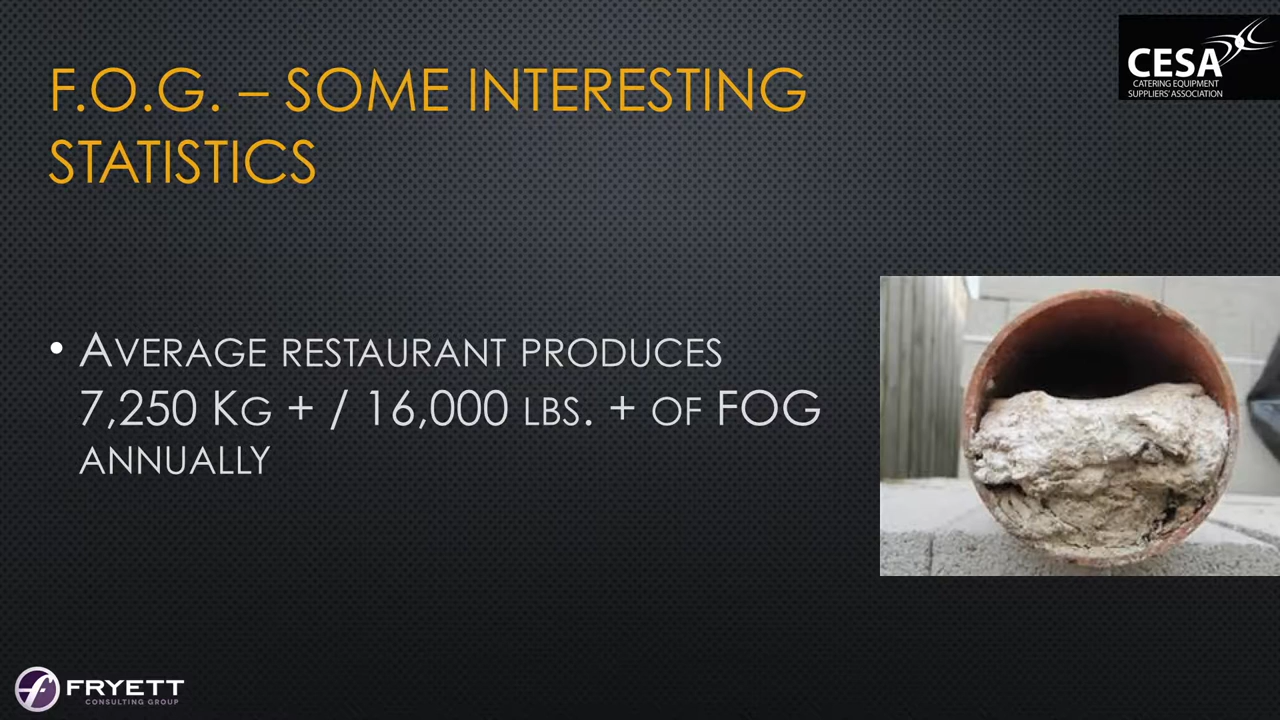 F.O.G. – SOME INTERESTING
STATISTICS
CESA
CATERING EQUIPMENT
SUPPLIERS' ASSOCIATION
• AVERAGE RESTAURANT PRODUCES
7,250 KG + / 16,000 LBS. + OF FOG
ANNUALLY
FRYETT
CONSULTING GROUP